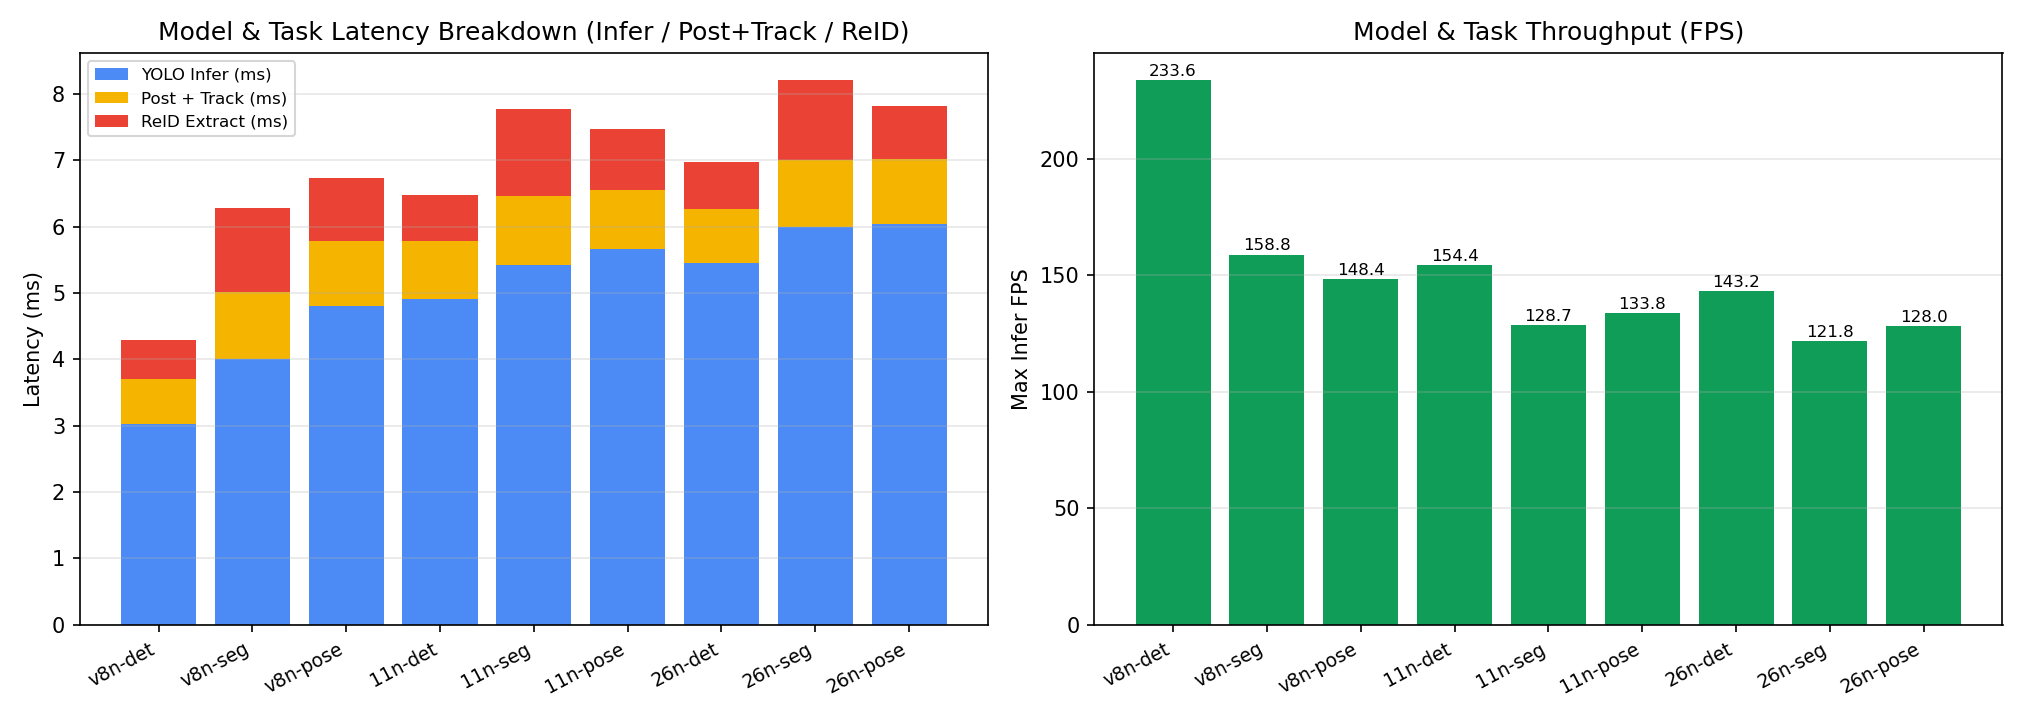 Model & Task Latency Breakdown (Infer / Post+Track / ReID)
YOLO Infer (ms)
Post + Track (ms)
ReID Extract (ms)
Latency (ms)
8
7
6
5
4
3
2
1
0
v8n-det
v8n-seg
v8n-pose
11n-det
11n-seg
11n-pose
26n-det
26n-seg
26n-pose
Model & Task Throughput (FPS)
Max Infer FPS
200
150
100
50
0
233.6
158.8
148.4
154.4
128.7
133.8
143.2
121.8
128.0
v8n-det
v8n-seg
v8n-pose
11n-det
11n-seg
11n-pose
26n-det
26n-seg
26n-pose